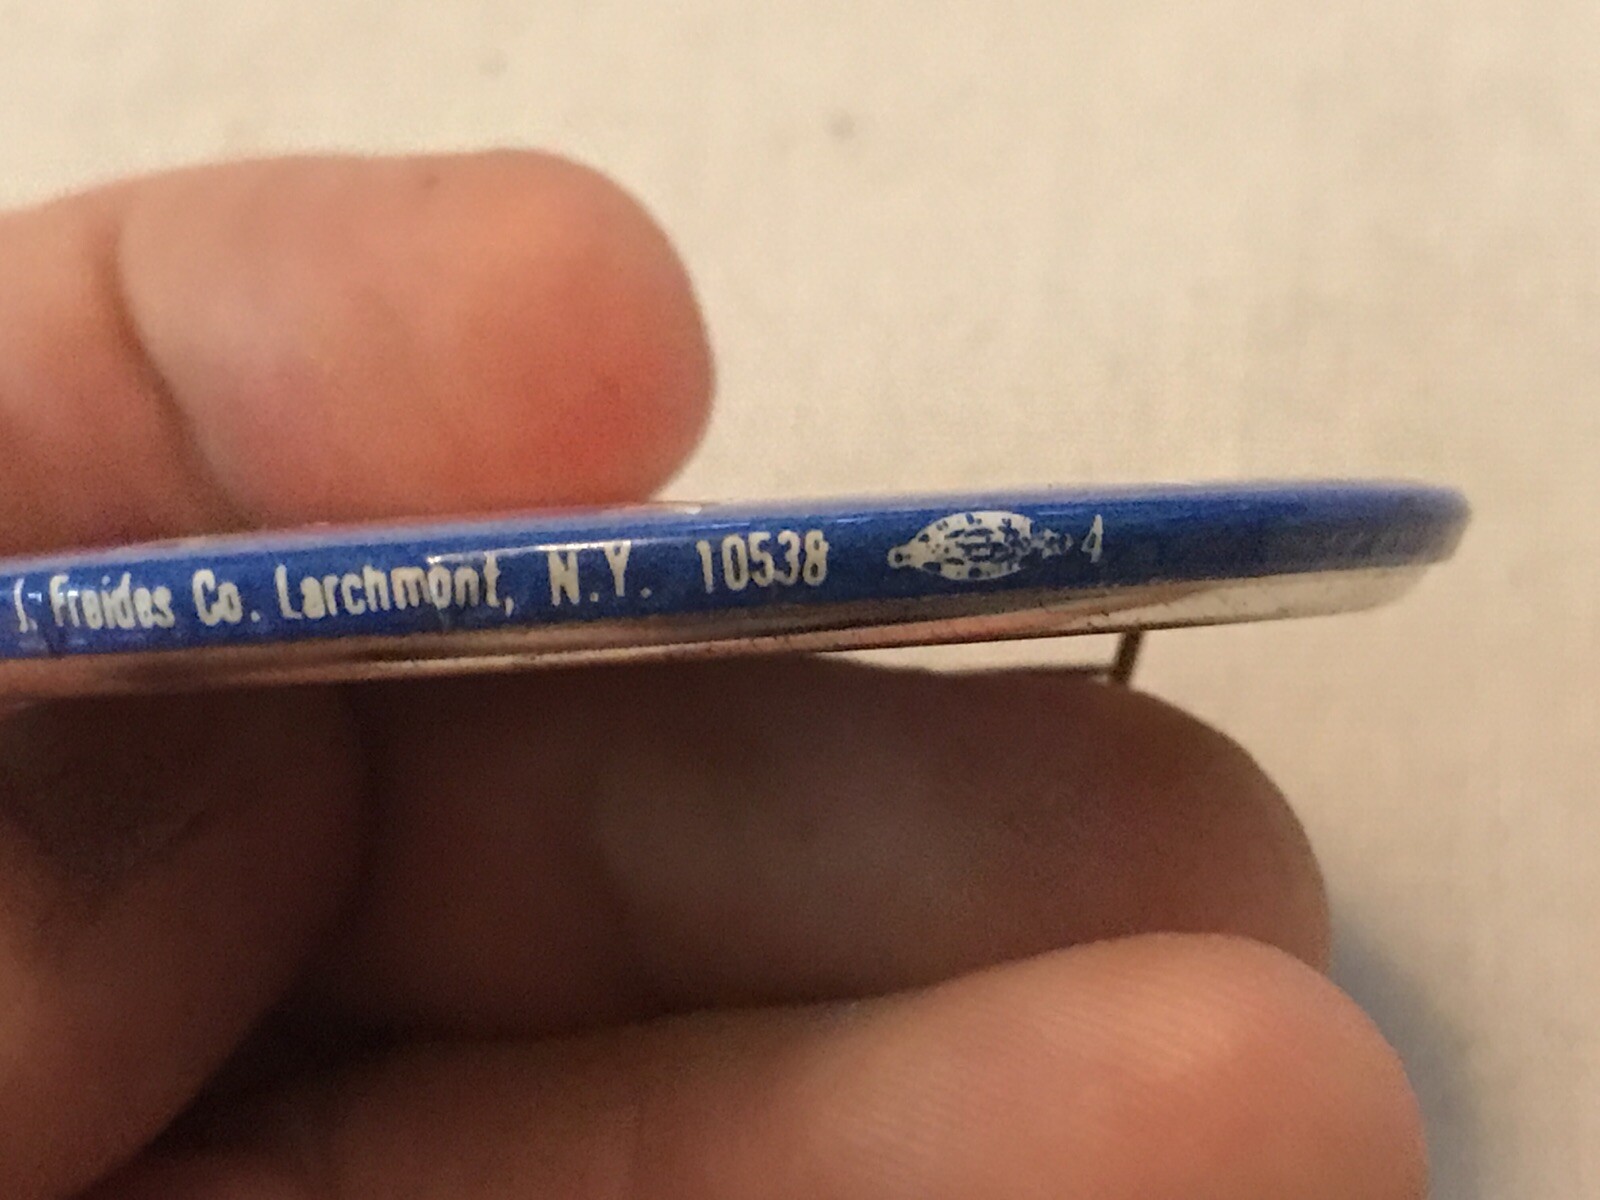 Freides Co. Larchmont, N.Y. 10538 4